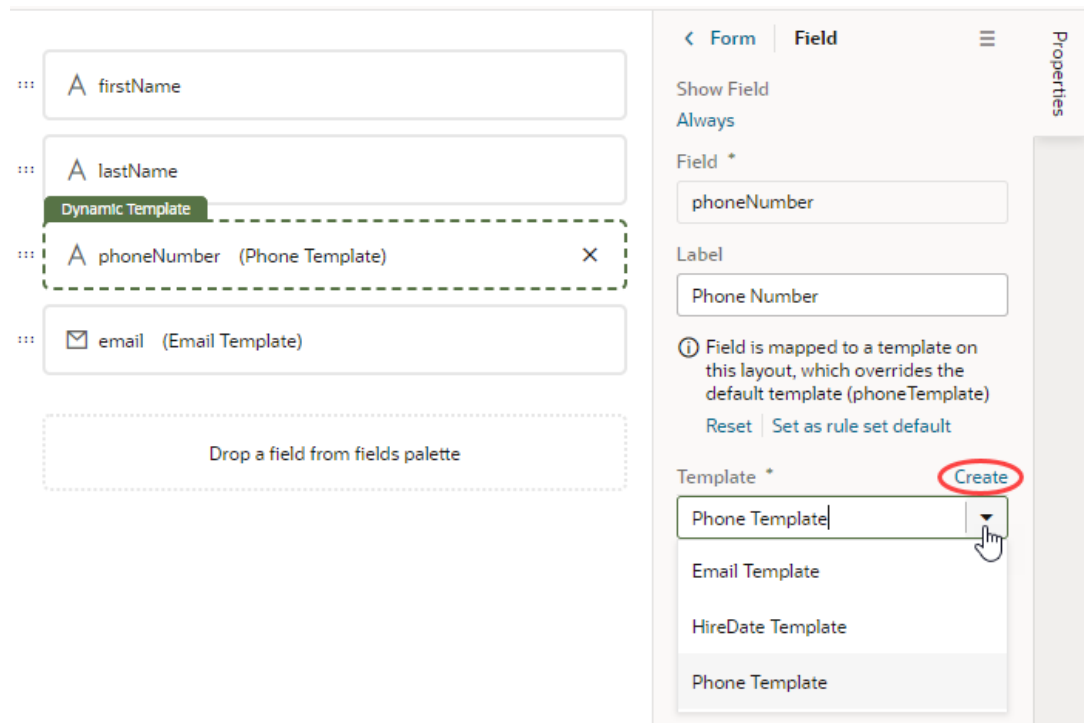 firstName
lastName
Dynamic Template
phoneNumber (Phone Template)
email (Email Template)
Drop a field from fields palette
Form Field
Show Field
Always
Field *
phoneNumber
Label
Phone Number
Field is mapped to a template on
this layout, which overrides the
default template (phoneTemplate)
Reset Set as rule set default
Template * Create
Phone Template
Email Template
HireDate Template
Phone Template
Properties